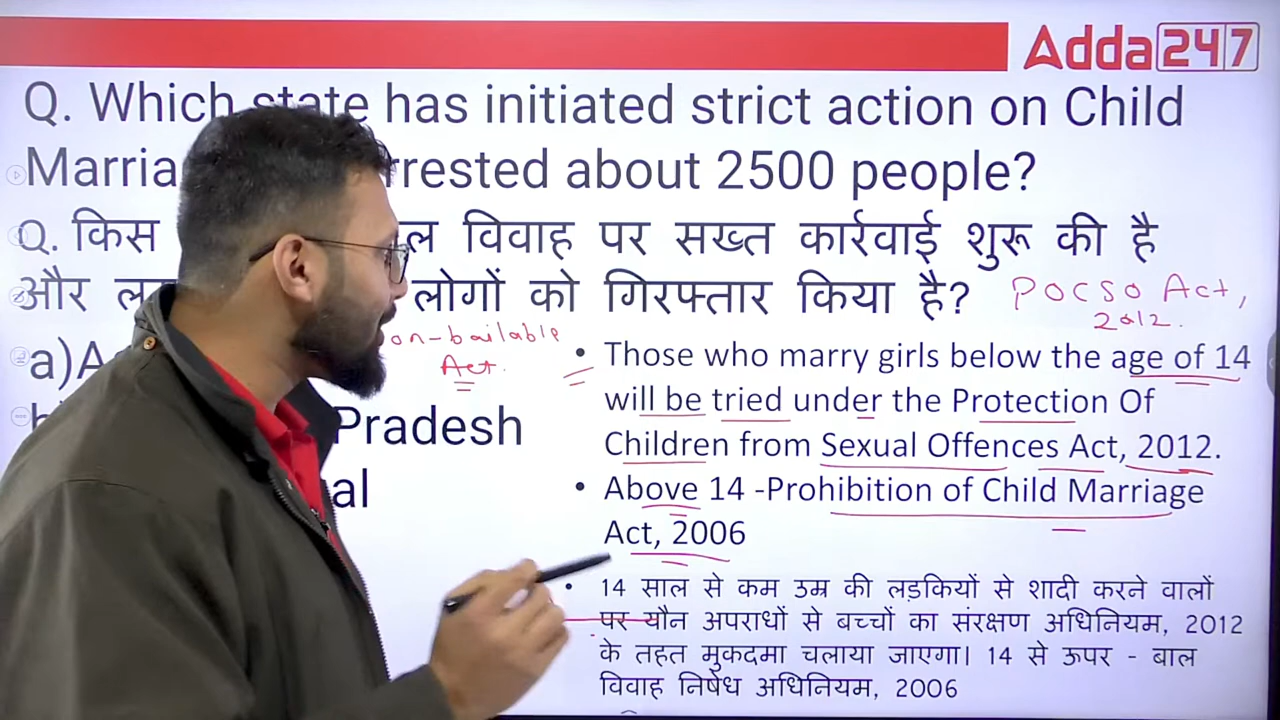 Adda247
Q. Which state has initiated strict action on Child
Marria rrested about 2500 people?
Q. किस ल विवाह पर सख्त कार्रवाई शुरू की है
और ल लोगों को गिरफ्तार किया है?
POCSO Act,
2012.
on-bailable
Act.
a)A
Pradesh
al
• Those who marry girls below the age of 14
will be tried under the Protection Of
Children from Sexual Offences Act, 2012.
• Above 14 -Prohibition of Child Marriage
Act, 2006
• 14 साल से कम उम्र की लड़कियों से शादी करने वालों
पर यौन अपराधों से बच्चों का संरक्षण अधिनियम, 2012
के तहत मुकदमा चलाया जाएगा। 14 से ऊपर - बाल
विवाह निषेध अधिनियम, 2006